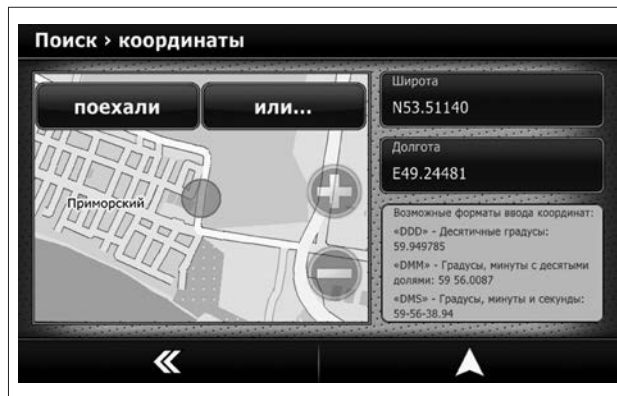 Поиск › координаты
поехали
или...
Приморский
Широта
N53.51140
Долгота
E49.24481
Возможные форматы ввода координат:
«DDD» - Десятичные градусы:
59.949785
«DMM» - Градусы, минуты с десятыми
долями: 59 56.0087
«DMS» - Градусы, минуты и секунды:
59-56-38.94